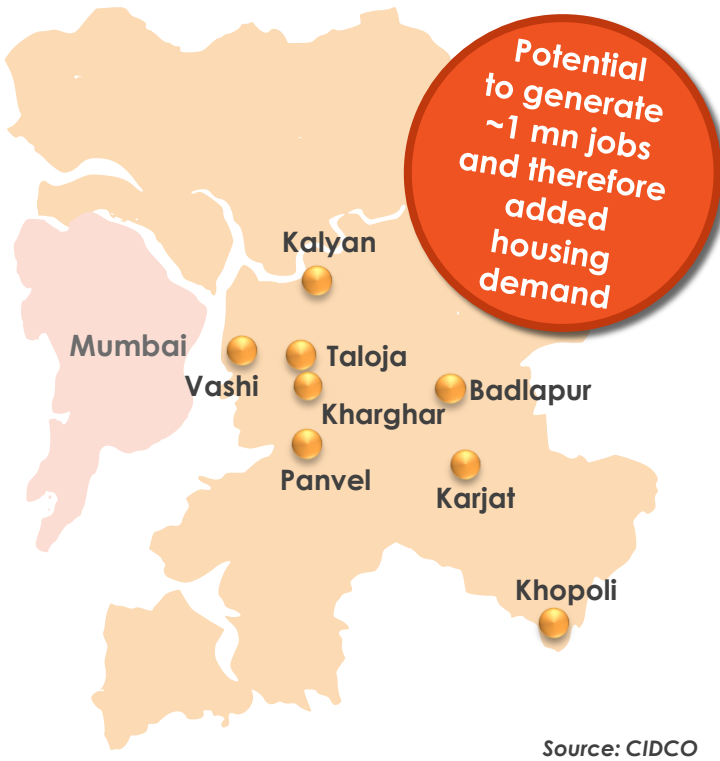 Potential
to generate
~1 mn jobs
and therefore
added
housing
demand
Kalyan
Mumbai
Taloja
Vashi
Badlapur
Kharghar
Panvel
Karjat
Khopoli
Source: CIDCO